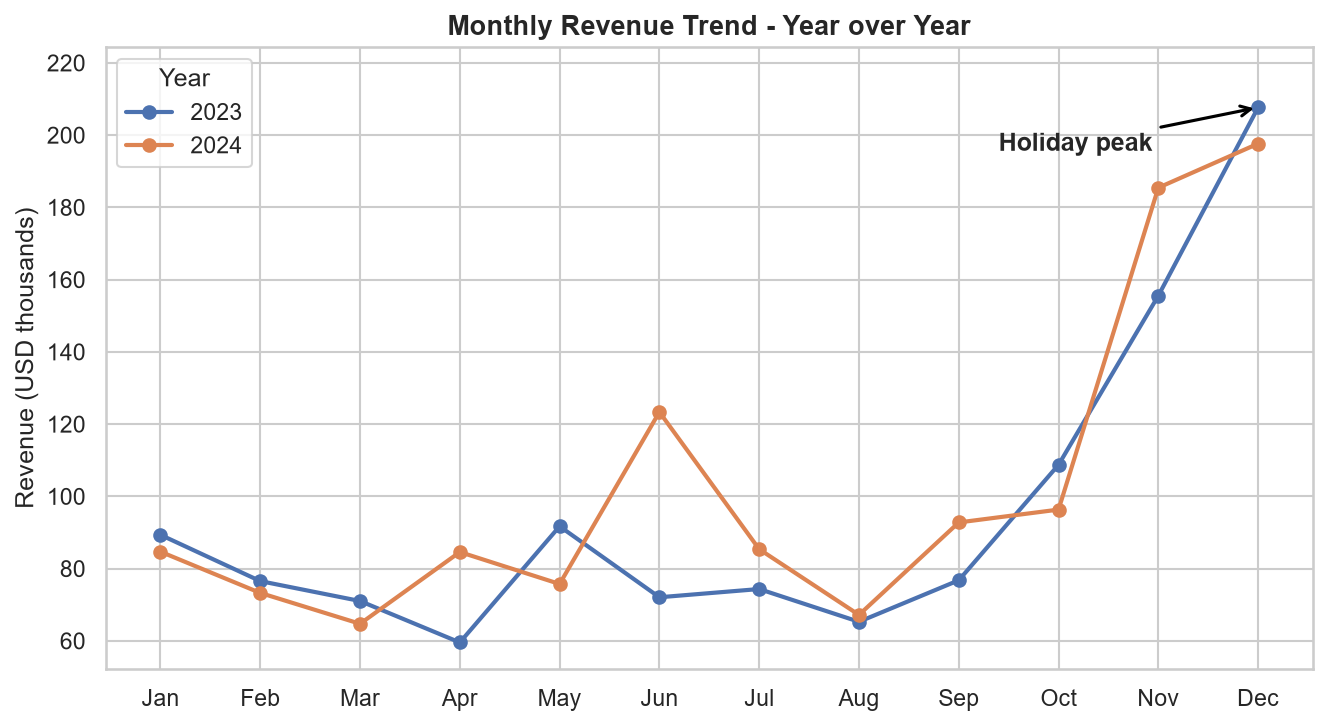 Monthly Revenue Trend - Year over Year
Revenue (USD thousands)
220
200
180
160
140
120
100
80
60
Year
2023
2024
Holiday peak
Jan Feb Mar Apr May Jun Jul Aug Sep Oct Nov Dec